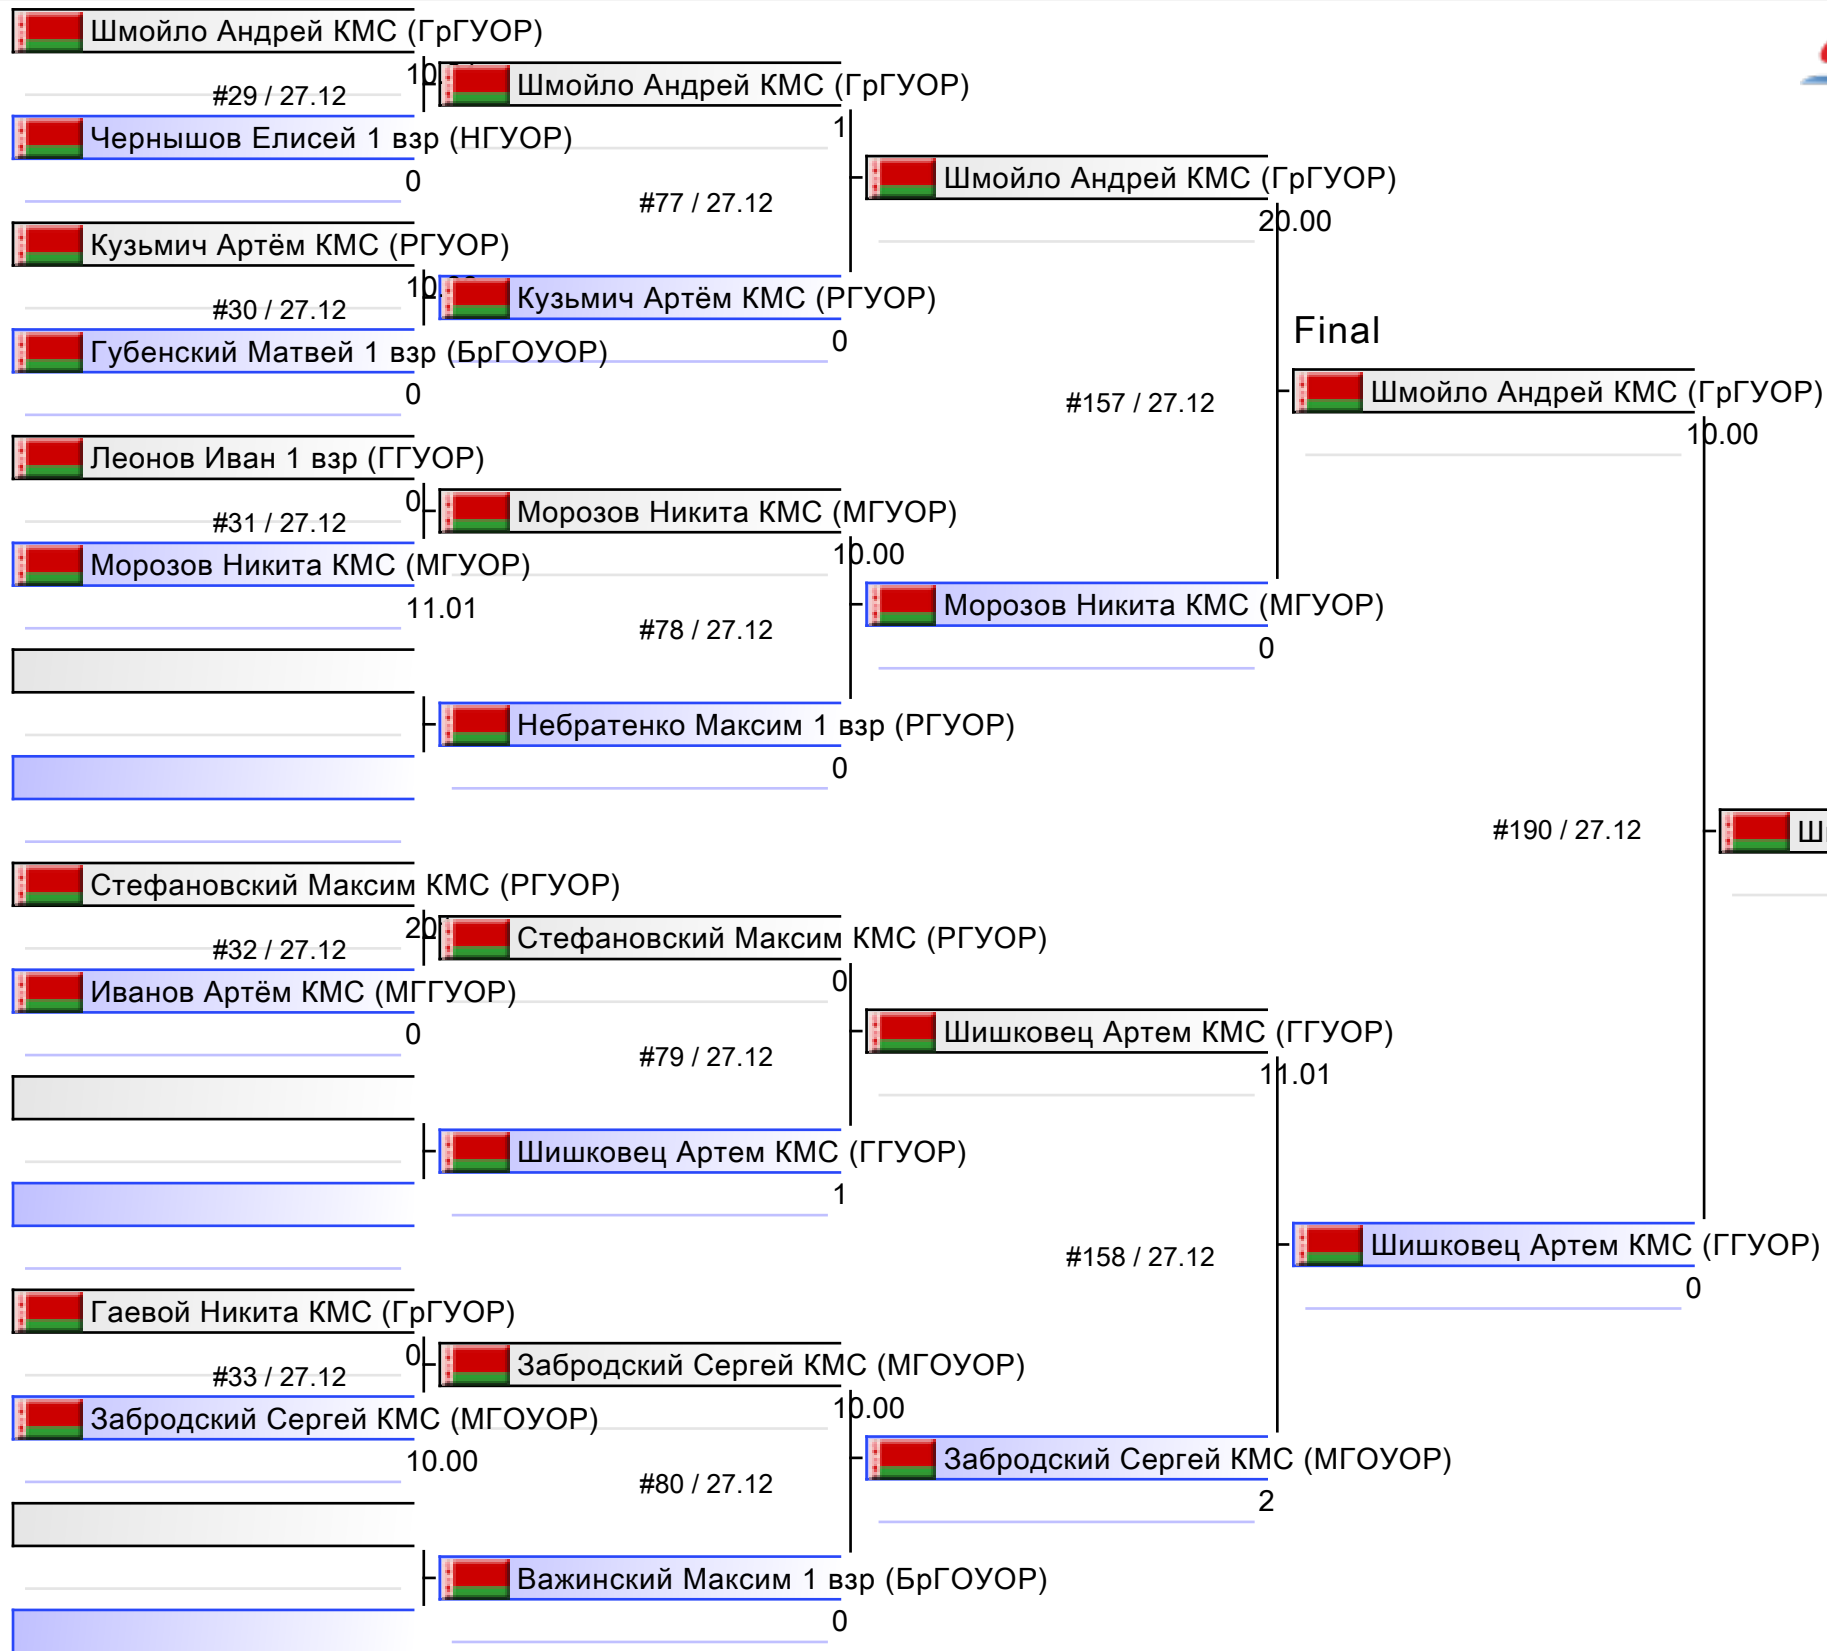 Шмойло Андрей КМС (ГрГУОР)
#29 / 27.12
Чернышов Елисей 1 взр (НГУОР)
0
Кузьмич Артём КМС (РГУОР)
#30 / 27.12
Губенский Матвей 1 взр (БрГОУОР)
0
Леонов Иван 1 взр (ГГУОР)
0
#31 / 27.12
Морозов Никита КМС (МГУОР)
11.01
Стефановский Максим КМС (РГУОР)
#32 / 27.12
Иванов Артём КМС (МГГУОР)
0
Гаевой Никита КМС (ГрГУОР)
0
#33 / 27.12
Забродский Сергей КМС (МГОУОР)
10.00
Шмойло Андрей КМС (ГрГУОР)
1
#77 / 27.12
Кузьмич Артём КМС (РГУОР)
0
Морозов Никита КМС (МГУОР)
10.00
#78 / 27.12
Небратенко Максим 1 взр (РГУОР)
0
Стефановский Максим КМС (РГУОР)
0
#79 / 27.12
Шишковец Артем КМС (ГГУОР)
1
Забродский Сергей КМС (МГОУОР)
10.00
#80 / 27.12
Важинский Максим 1 взр (БрГОУОР)
0
Шмойло Андрей КМС (ГрГУОР)
20.00
#157 / 27.12
Морозов Никита КМС (МГУОР)
0
Шишковец Артем КМС (ГГУОР)
11.01
#158 / 27.12
Забродский Сергей КМС (МГОУОР)
2
Final
Шмойло Андрей КМС (ГрГУОР)
10.00
#190 / 27.12
Шишковец Артем КМС (ГГУОР)
0